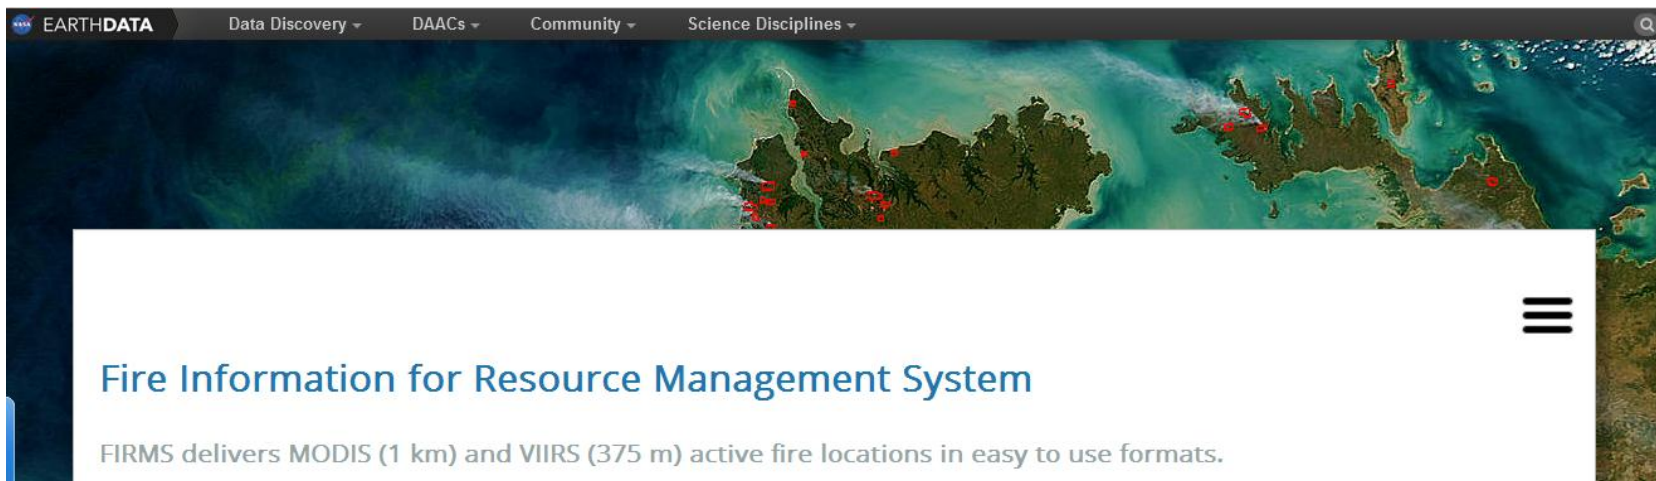 NASA EARTHDATA Data Discovery DAACs Community Science Disciplines
Fire Information for Resource Management System
FIRMS delivers MODIS (1 km) and VIIRS (375 m) active fire locations in easy to use formats.